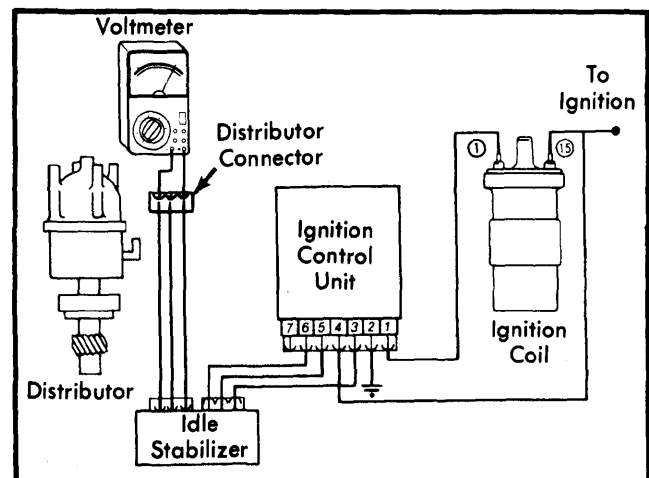 Voltmeter
To
Ignition
Distributor
Connector
1
15
Ignition
Control
Unit
7 6 5 4 3 2 1
Ignition
Coil
Distributor
Idle
Stabilizer